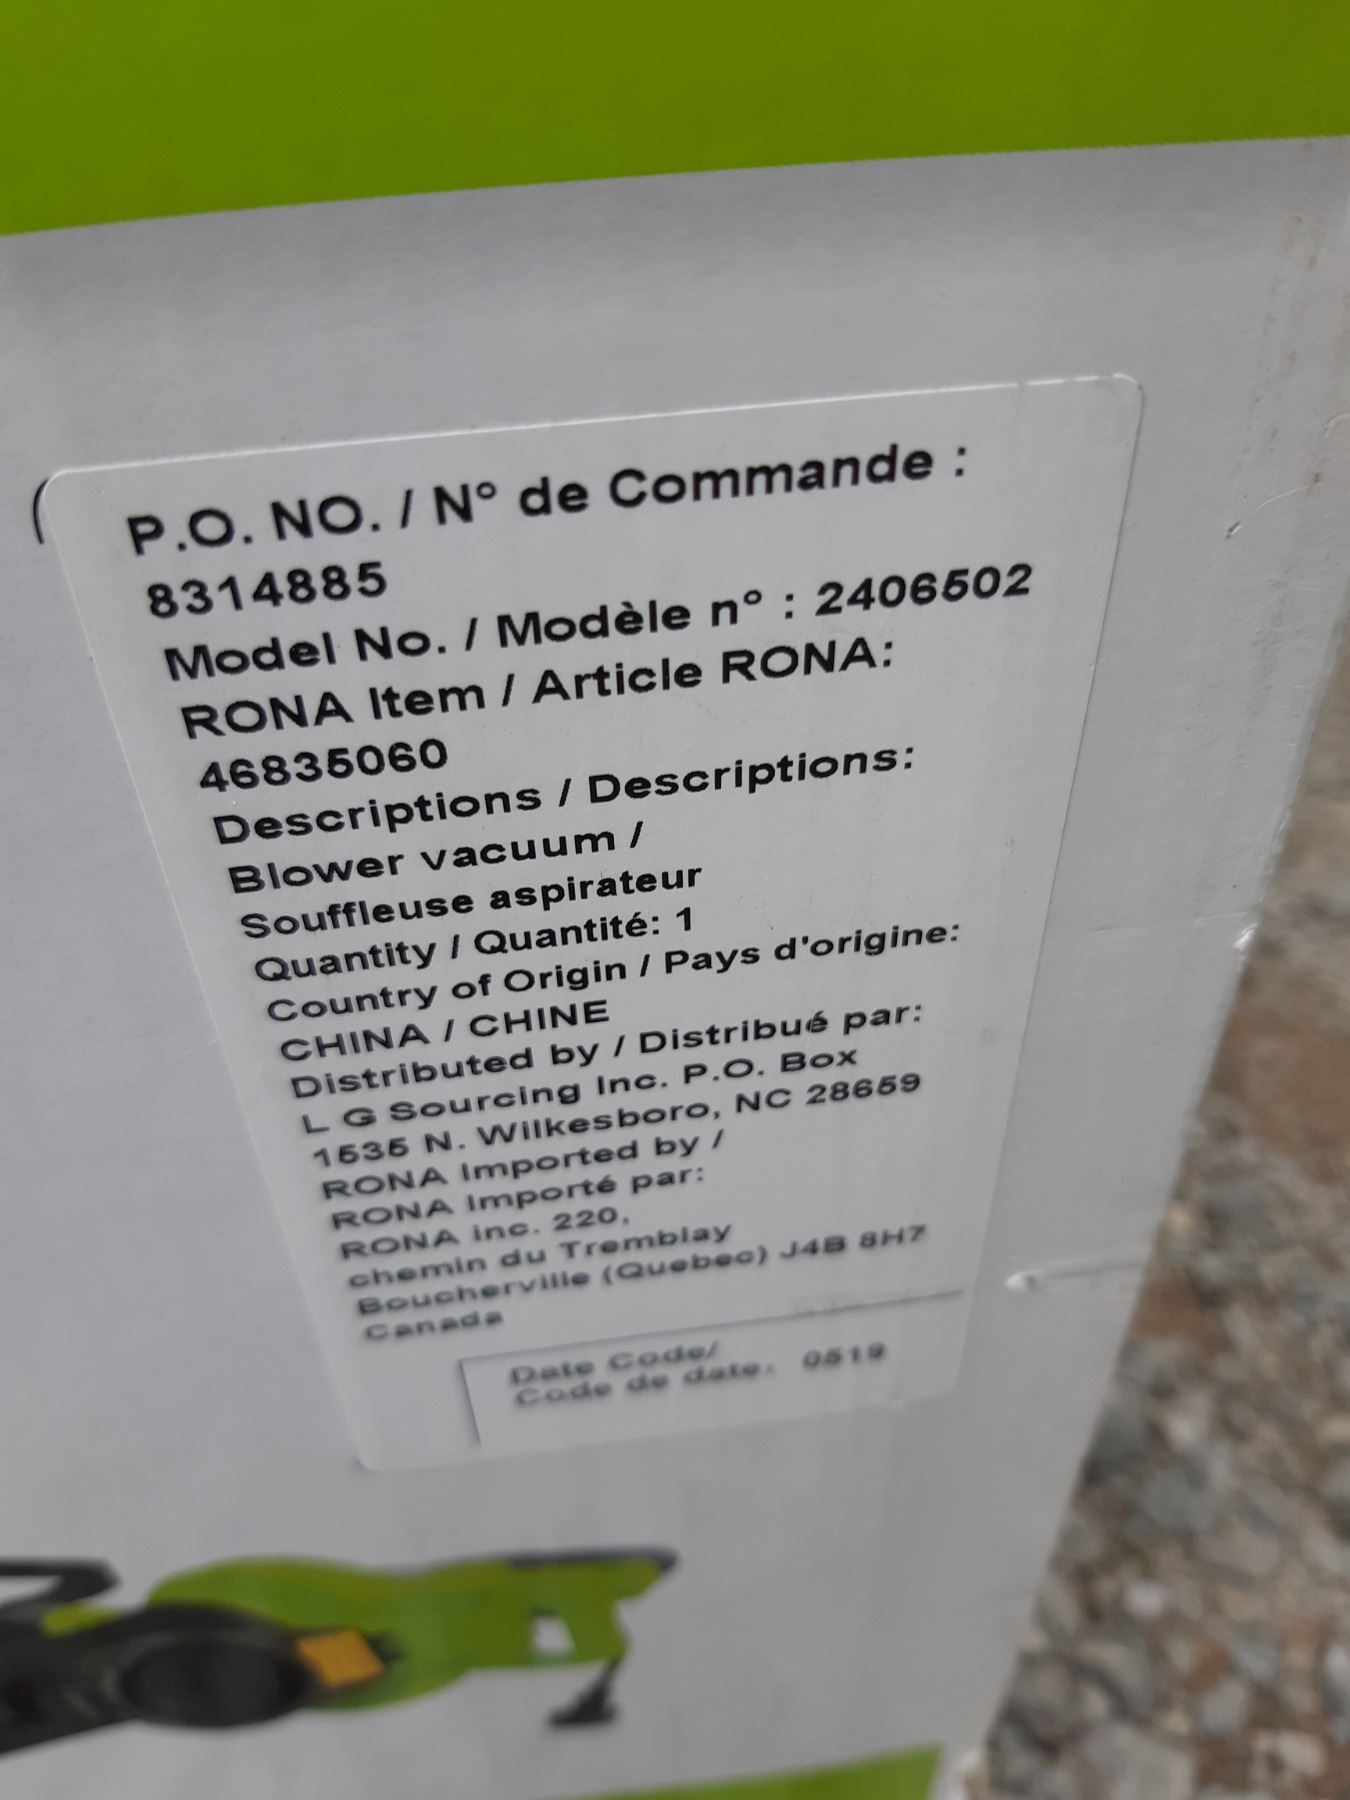 P.O. NO. / N° de Commande :
8314885
Model No. / Modèle n° : 2406502
RONA Item / Article RONA:
46835060
Descriptions / Descriptions:
Blower vacuum /
Souffleuse aspirateur
Quantity / Quantité: 1
Country of Origin / Pays d'origine:
CHINA / CHINE
Distributed by / Distribué par:
L G Sourcing Inc. P.O. Box
1535 N. Wilkesboro, NC 28659
RONA Imported by /
RONA Importé par:
RONA inc. 220,
chemin du Tremblay
Boucherville (Quebec) J4B 8H7
Canada
Date Code/
Code de date. 0519